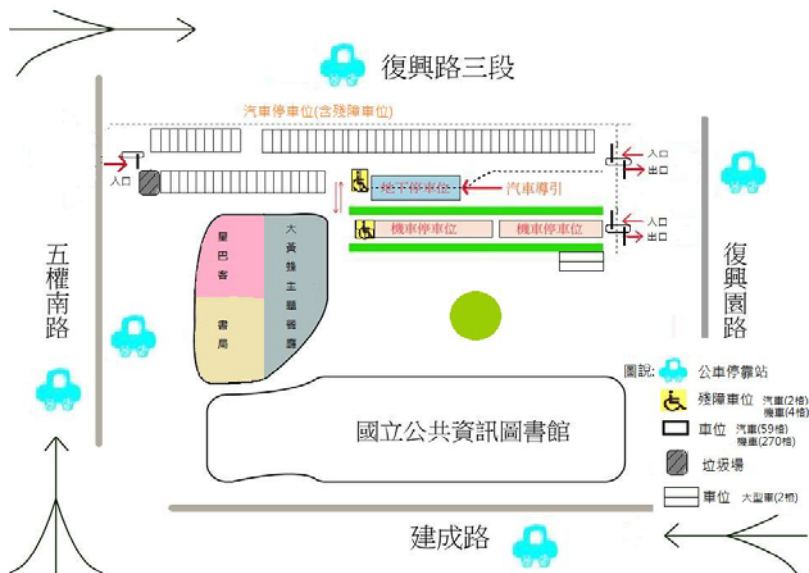 復興路三段
汽車停車位(含殘障車位)
入口
出口
入口
地下停車位
汽車導引
機車停車位
機車停車位
入口
出口
星巴客
書局
大黃蜂主題餐廳
五權南路
復興園路
國立公共資訊圖書館
建成路
圖說:
公車停靠站
殘障車位 汽車(2格)
機車(4格)
車位 汽車(59格)
機車(270格)
垃圾場
車位 大型車(2格)